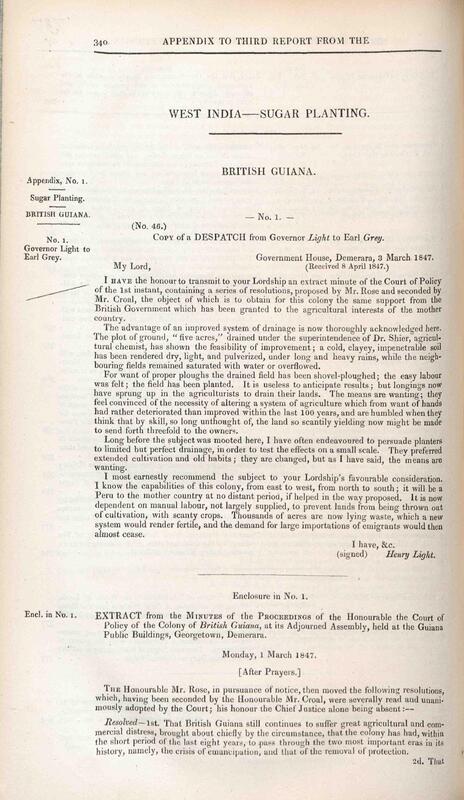 340 APPENDIX TO THIRD REPORT FROM THE
WEST INDIA—SUGAR PLANTING.
BRITISH GUIANA.
Appendix, No. 1.
Sugar Planting.
BRITISH GUIANA.
No. 1.
Governor Light to
Earl Grey.
— No. 1. —
(No. 46.)
COPY of a DESPATCH from Governor Light to Earl Grey.
Government House, Demerara, 3 March 1847.
My Lord, (Received 8 April 1847.)
I HAVE the honour to transmit to your Lordship an extract minute of the Court of Policy
of the 1st instant, containing a series of resolutions, proposed by Mr. Rose and seconded by
Mr. Croal, the object of which is to obtain for this colony the same support from the
British Government which has been granted to the agricultural interests of the mother
country.
The advantage of an improved system of drainage is now thoroughly acknowledged here.
The plot of ground, "five acres," drained under the superintendence of Dr. Shier, agricul-
tural chemist, has shown the feasibility of improvement; a cold, clayey, impenetrable soil
has been rendered dry, light, and pulverized, under long and heavy rains, while the neigh-
bouring fields remained saturated with water or overflowed.
For want of proper ploughs the drained field has been shovel-ploughed; the easy labour
was felt; the field has been planted. It is useless to anticipate results; but longings now
have sprung up in the agriculturists to drain their lands. The means are wanting; they
feel convinced of the necessity of altering a system of agriculture which from want of hands
had rather deteriorated than improved within the last 100 years, and are humbled when they
think that by skill, so long unthought of, the land so scantily yielding now might be made
to send forth threefold to the owners.
Long before the subject was mooted here, I have often endeavoured to persuade planters
to limited but perfect drainage, in order to test the effects on a small scale. They preferred
extended cultivation and old habits; they are changed, but as I have said, the means are
wanting.
I most earnestly recommend the subject to your Lordship's favourable consideration.
I know the capabilities of this colony, from east to west, from north to south; it will be a
Peru to the mother country at no distant period, if helped in the way proposed. It is now
dependent on manual labour, not largely supplied, to prevent lands from being thrown out
of cultivation, with scanty crops. Thousands of acres are now lying waste, which a new
system would render fertile, and the demand for large importations of emigrants would then
almost cease.
I have, &c.
(signed) Henry Light.
Enclosure in No. 1.
Encl. in No. 1.
EXTRACT from the MINUTES of the PROCEEDINGS of the Honourable the Court of
Policy of the Colony of British Guiana, at its Adjourned Assembly, held at the Guiana
Public Buildings, Georgetown, Demerara.
Monday, 1 March 1847.
[After Prayers.]
THE Honourable Mr. Rose, in pursuance of notice, then moved the following resolutions,
which, having been seconded by the Honourable Mr. Croal, were severally read and unani-
mously adopted by the Court; his honour the Chief Justice alone being absent:—
Resolved—1st. That British Guiana still continues to suffer great agricultural and com-
mercial distress, brought about chiefly by the circumstance, that the colony has had, within
the short period of the last eight years, to pass through the two most important eras in its
history, namely, the crisis of emancipation, and that of the removal of protection.
2d. That